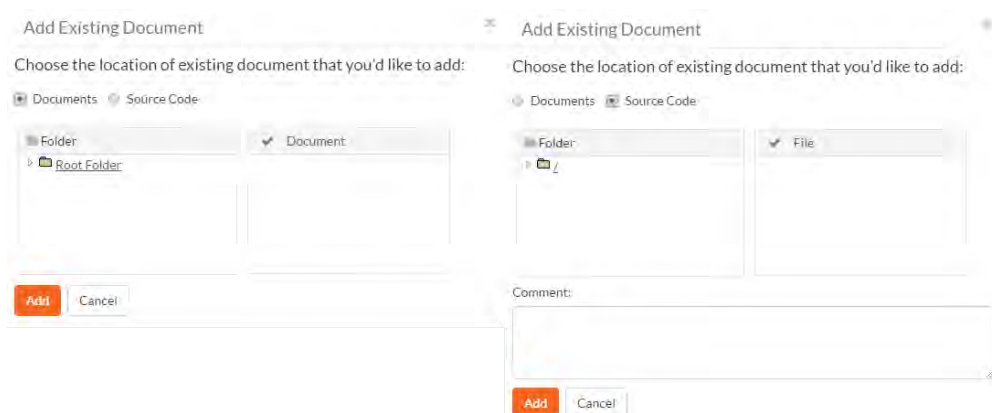 Add Existing Document
Choose the location of existing document that you'd like to add:
Documents Source Code
Folder Document
Root Folder
Add Cancel
Add Existing Document
Choose the location of existing document that you'd like to add:
Documents Source Code
Folder File
/
Comment:
Add Cancel